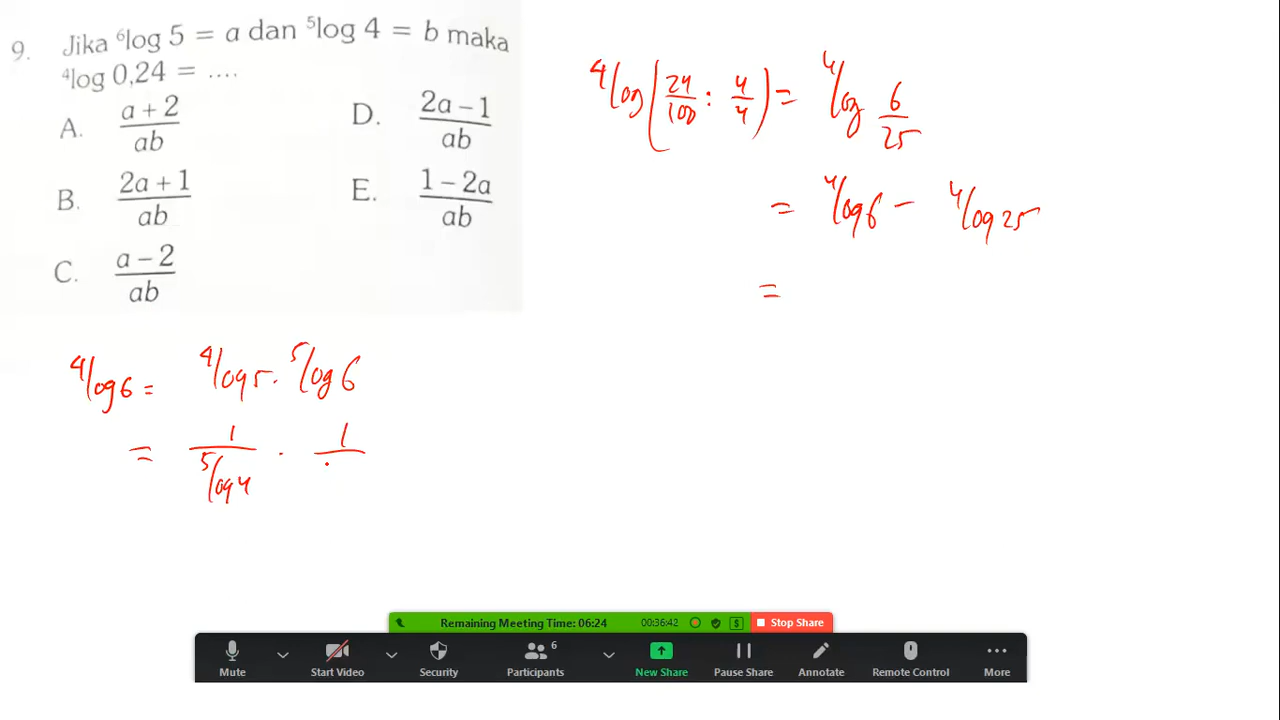 9. Jika ⁶log 5 = a dan ⁵log 4 = b maka
⁴log 0,24 = ....
A. (a + 2)/(ab)
B. (2a + 1)/(ab)
C. (a – 2)/(ab)
D. (2a – 1)/(ab)
E. (1 – 2a)/(ab)
⁴log(24/100 : 4/4) = ⁴log 6/25
= ⁴log 6 – ⁴log 25
=
⁴log 6 = ⁴log 5 . ⁵log 6
= 1/(⁵log 4) . 1/
Remaining Meeting Time: 06:24 00:36:42 $ Stop Share
6
Mute Start Video Security Participants New Share Pause Share Annotate Remote Control More